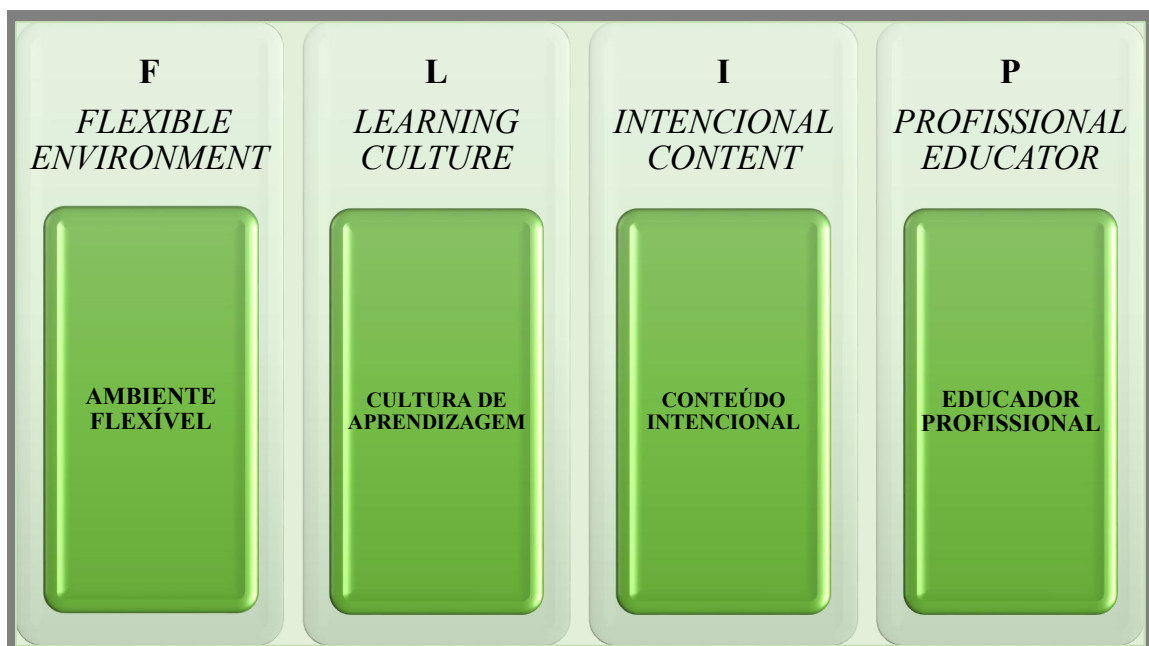 F
FLEXIBLE
ENVIRONMENT
AMBIENTE
FLEXÍVEL
L
LEARNING
CULTURE
CULTURA DE
APRENDIZAGEM
I
INTENCIONAL
CONTENT
CONTEÚDO
INTENCIONAL
P
PROFISSIONAL
EDUCATOR
EDUCADOR
PROFISSIONAL